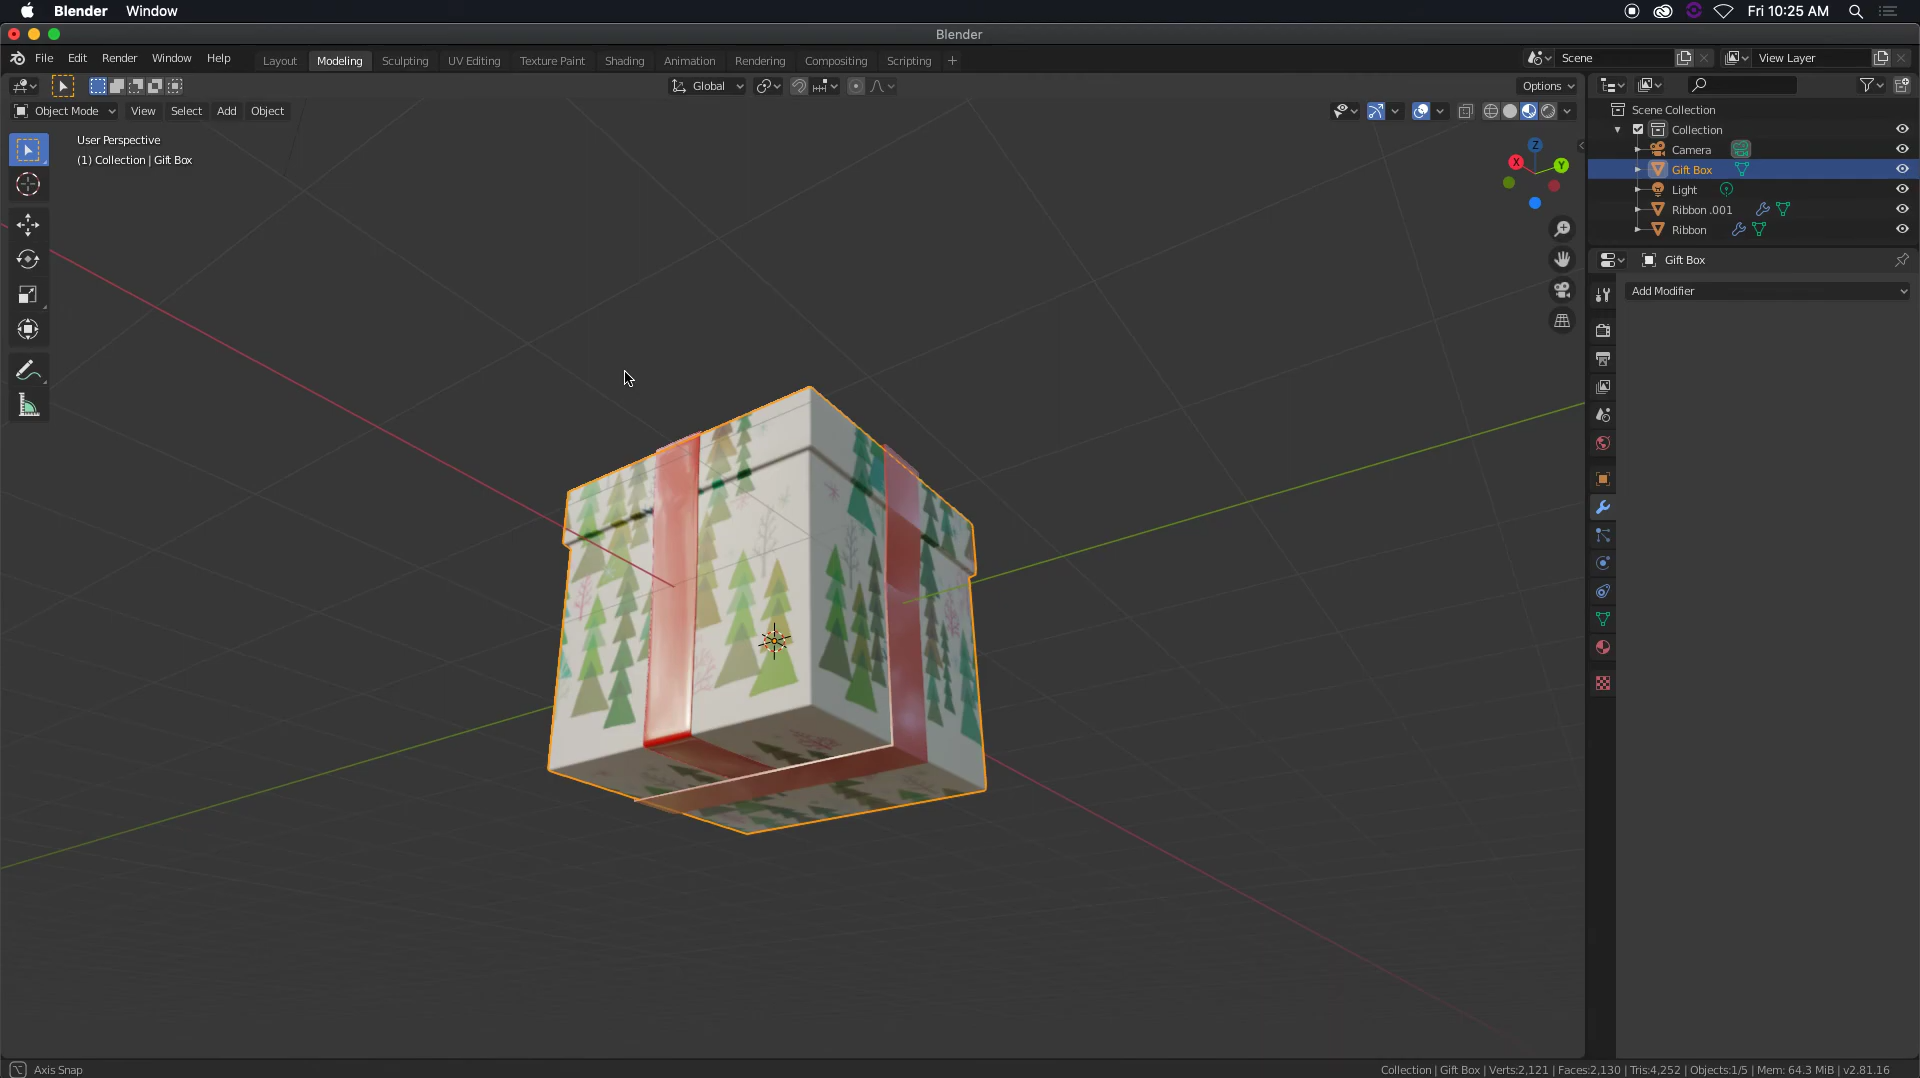 Blender Window Fri 10:25 AM
Blender
File Edit Render Window Help Layout Modeling Sculpting UV Editing Texture Paint Shading Animation Rendering Compositing Scripting + Scene View Layer
Global Options
Object Mode View Select Add Object
User Perspective
(1) Collection | Gift Box
X Y Z
Scene Collection
Collection
Camera
Gift Box
Light
Ribbon .001
Ribbon
Gift Box
Add Modifier
Axis Snap
Collection | Gift Box | Verts:2,121 | Faces:2,130 | Tris:4,252 | Objects:1/5 | Mem: 64.3 MiB | v2.81.16